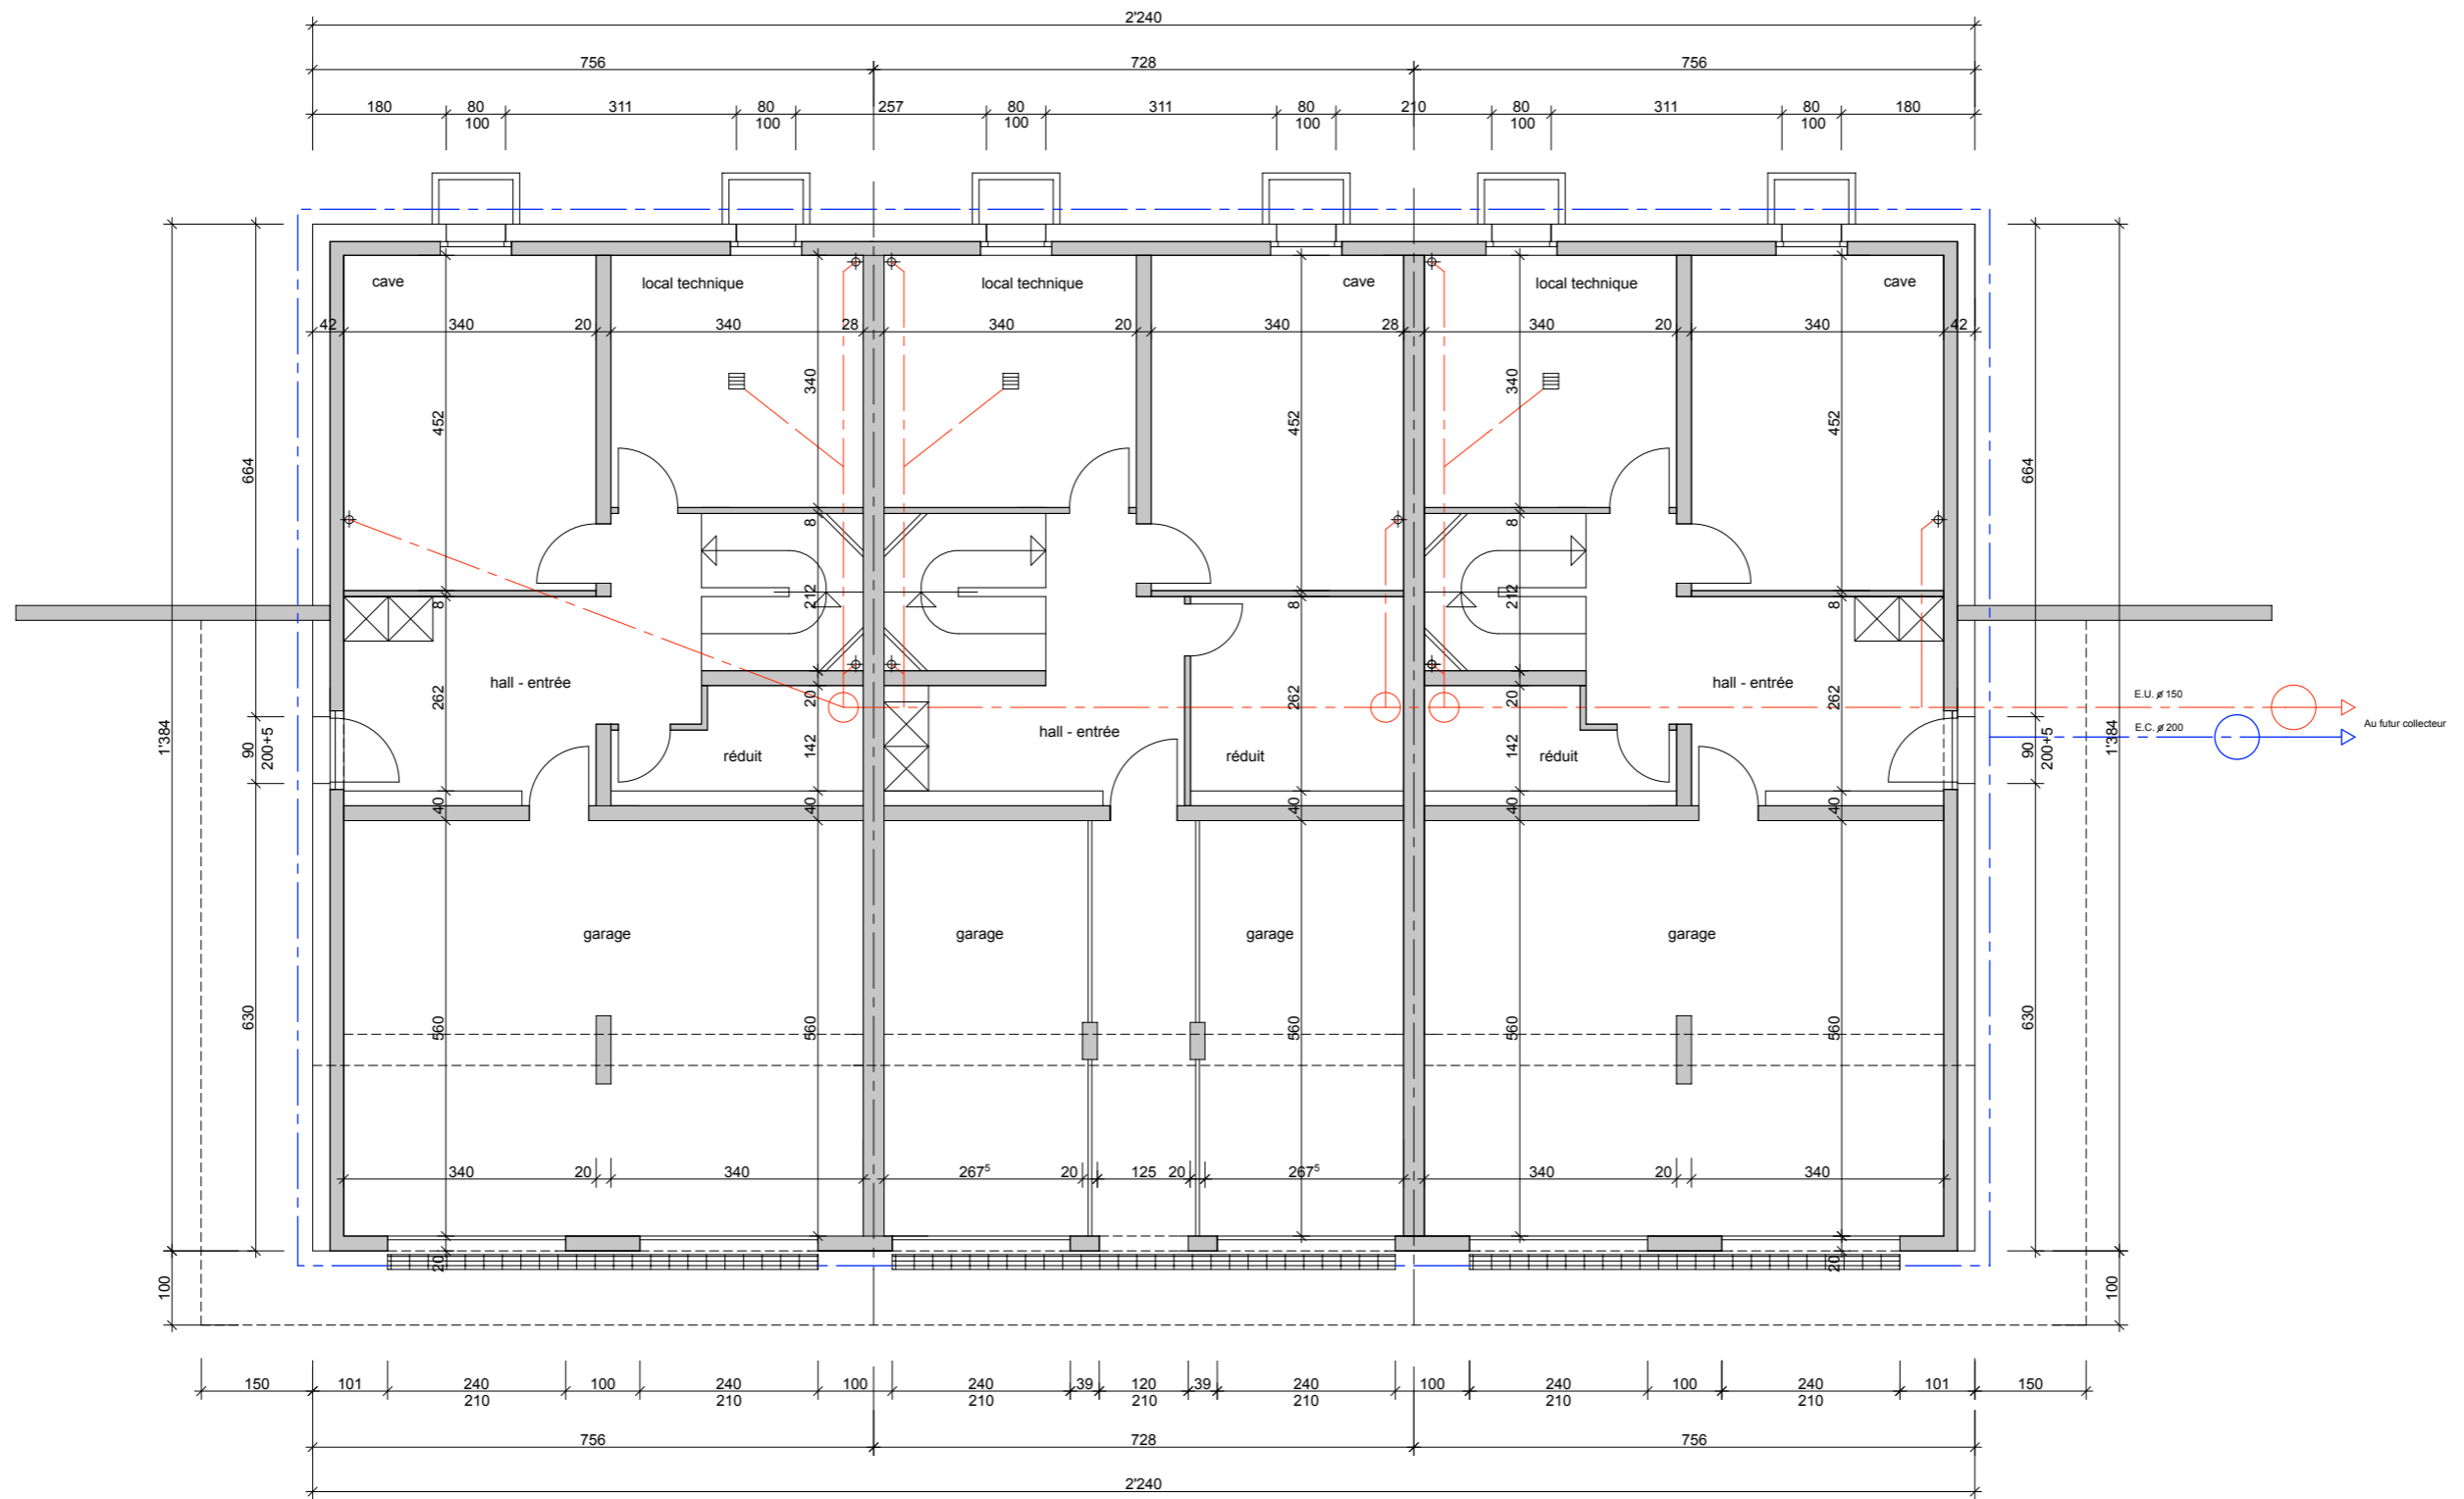 2'240
756 728 756
180 80 311 80 257 80 311 80 210 80 311 80 180
100 100 100 100 100 100
cave local technique local technique cave local technique cave
42 340 20 340 28 340 20 340 28 340 20 340 42
340 340
452 452 452
664 664
8 8
212 212
8 8 8
hall - entrée hall - entrée
262 20 262 20 262
E.U. ø 150
E.C. ø 200
Au futur collecteur
hall - entrée
1'384 90 200+5 142 142 90 200+5 1'384
réduit réduit réduit
40 40 40 40 40
garage garage garage garage
630 630
560 560 560 560 560
340 20 340 267⁵ 20 125 20 267⁵ 340 20 340
20 20
100 100
150 101 240 100 240 100 240 39 120 39 240 100 240 100 240 101 150
210 210 210 210 210 210 210
756 728 756
2'240